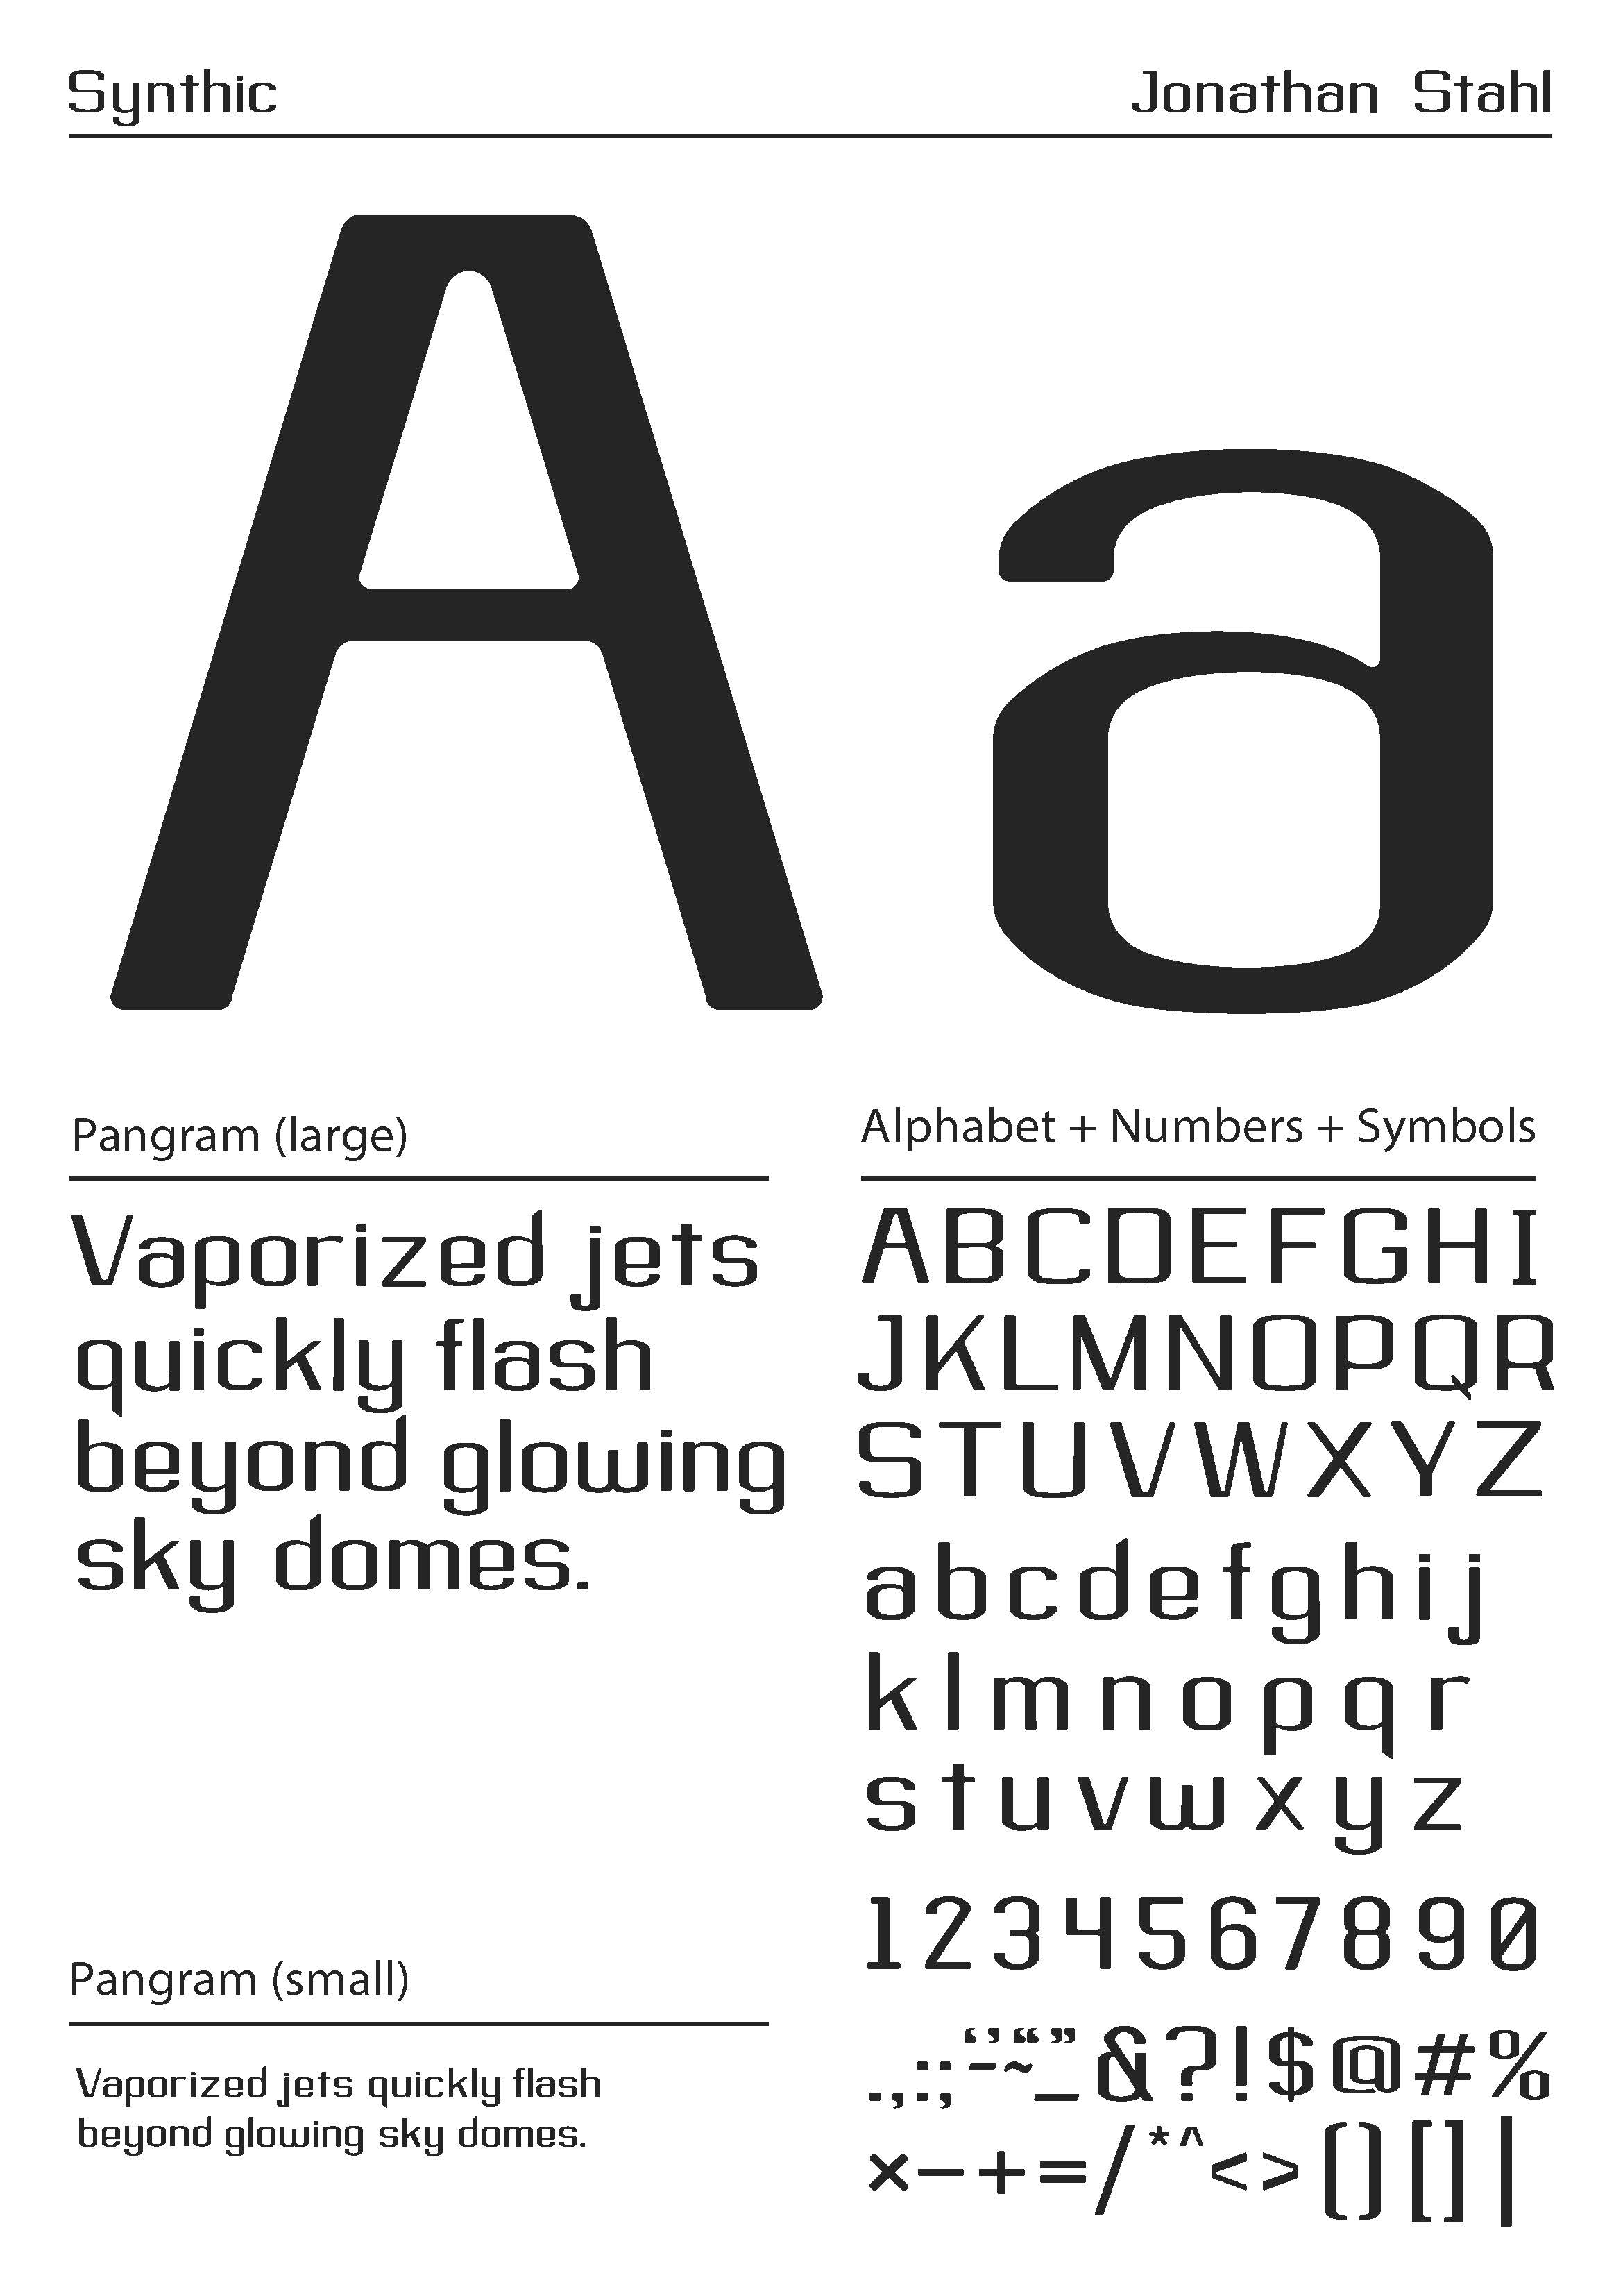 Synthic
Jonathan Stahl
Aa
Pangram (large)
Vaporized jets
quickly flash
beyond glowing
sky domes.
Pangram (small)
Vaporized jets quickly flash
beyond glowing sky domes.
Alphabet + Numbers + Symbols
ABCDEFGHI
JKLMNOPQR
STUVWXYZ
abcdefghij
klmnopqr
stuvwxyz
1234567890
.,:;-‘’~“”_&?!$@#%
×−+=/*^<>()[]|